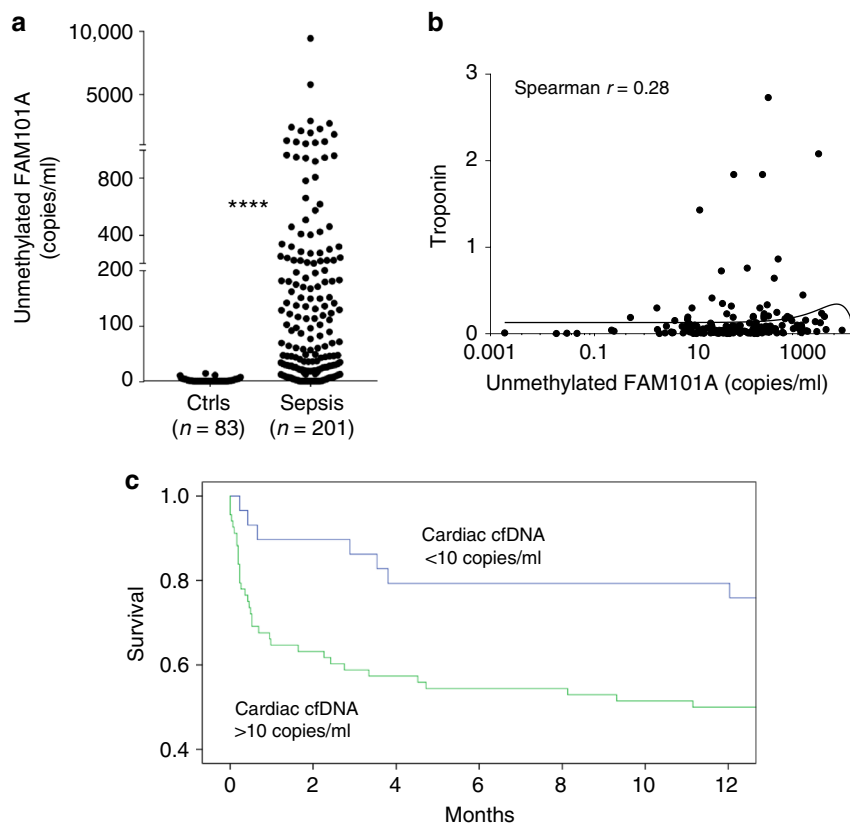 a
Unmethylated FAM101A
(copies/ml)
10,000
5000
800
400
200
100
0
****
Ctrls
(n = 83)
Sepsis
(n = 201)
b
Spearman r = 0.28
Troponin
3
2
1
0
0.001
0.1
10
1000
Unmethylated FAM101A (copies/ml)
c
Survival
1.0
0.8
0.6
0.4
Cardiac cfDNA
<10 copies/ml
Cardiac cfDNA
>10 copies/ml
0
2
4
6
8
10
12
Months